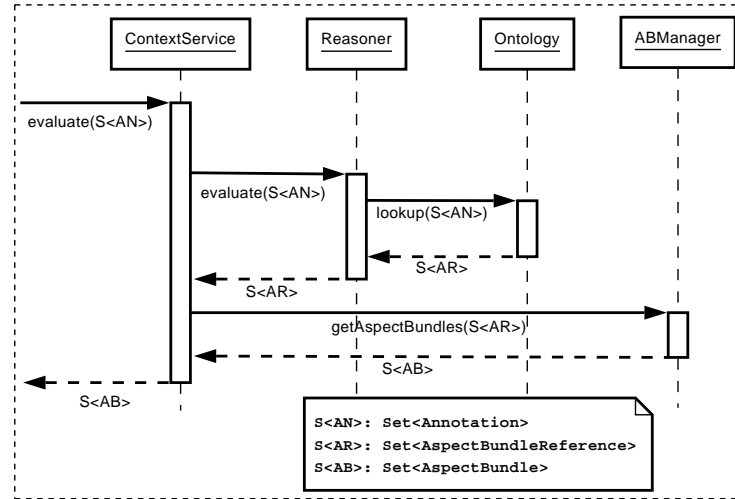 ContextService
Reasoner
Ontology
ABManager
evaluate(S<AN>)
evaluate(S<AN>)
lookup(S<AN>)
S<AR>
S<AR>
getAspectBundles(S<AR>)
S<AB>
S<AB>
S<AN>: Set<Annotation>
S<AR>: Set<AspectBundleReference>
S<AB>: Set<AspectBundle>